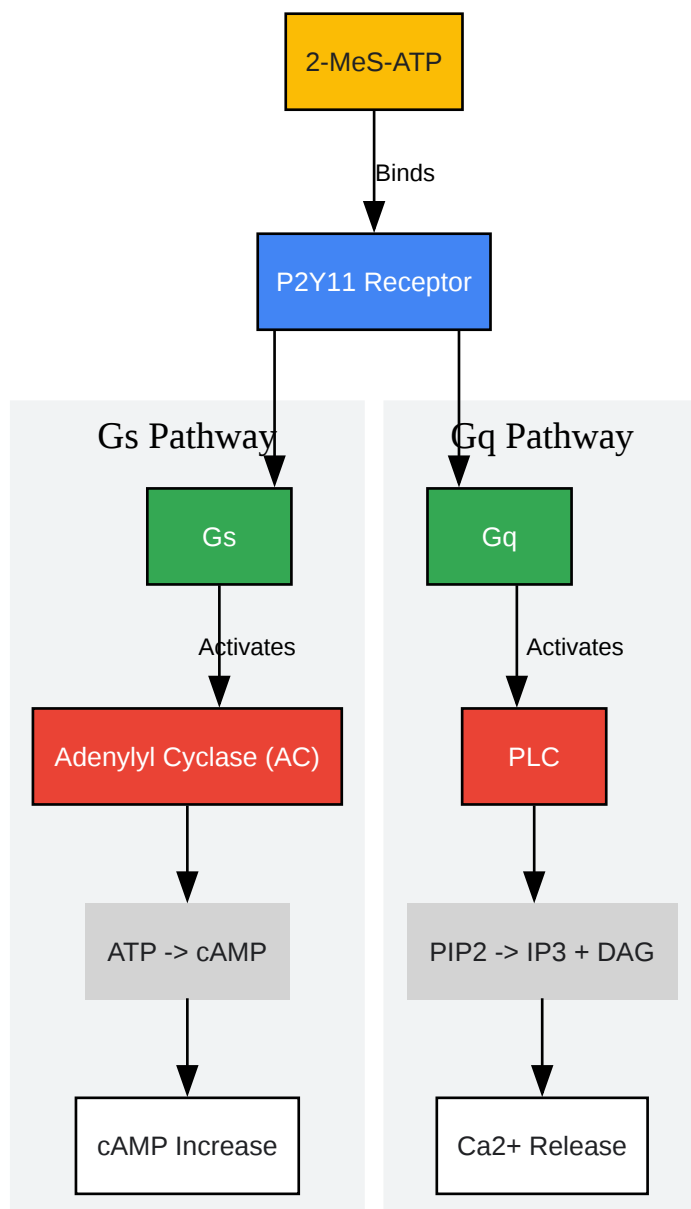 2-MeS-ATP
Binds
P2Y11 Receptor
Gs Pathway
Gq Pathway
Gs
Gq
Activates
Activates
Adenylyl Cyclase (AC)
PLC
ATP -> cAMP
PIP2 -> IP3 + DAG
cAMP Increase
Ca2+ Release